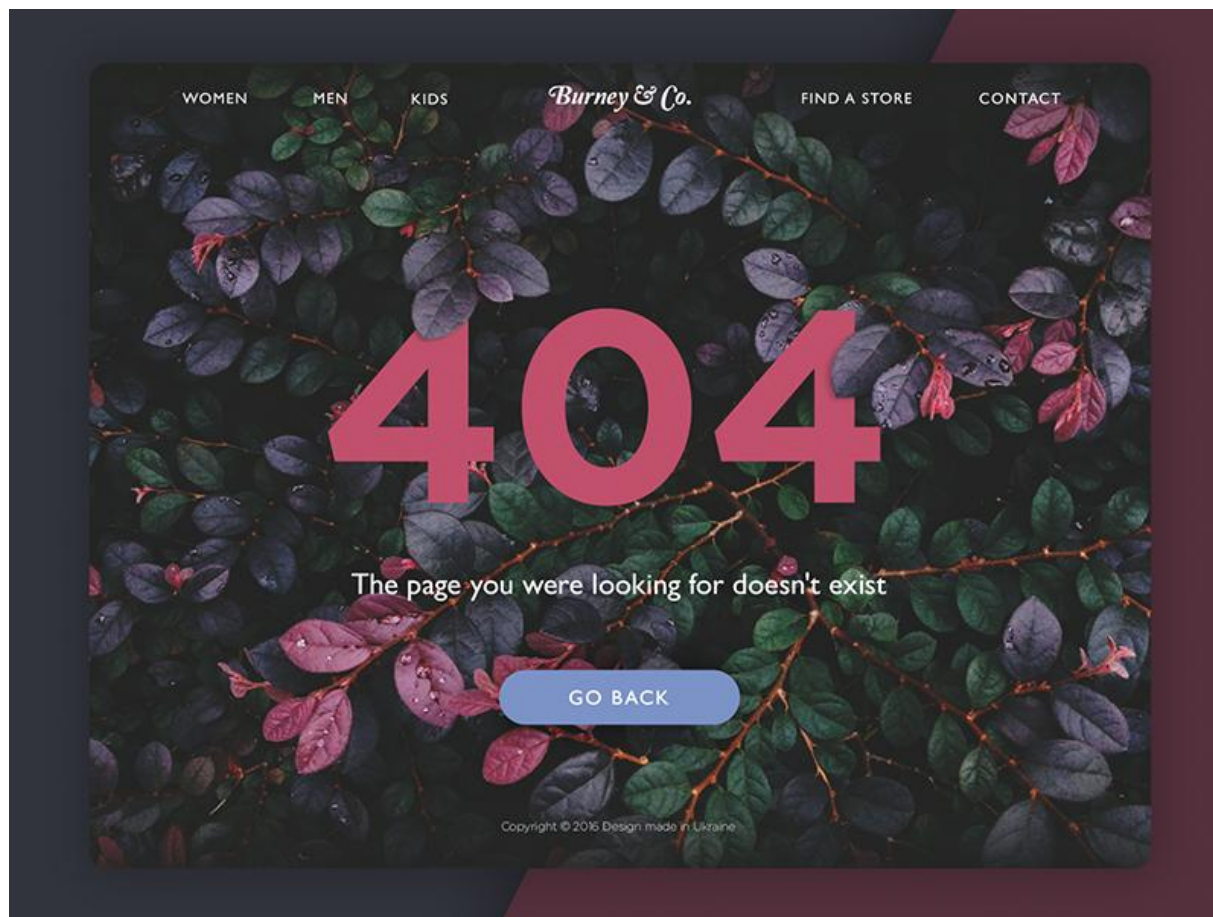 WOMEN MEN KIDS Burney & Co. FIND A STORE CONTACT
404
The page you were looking for doesn't exist
GO BACK
Copyright © 2016 Design made in Ukraine